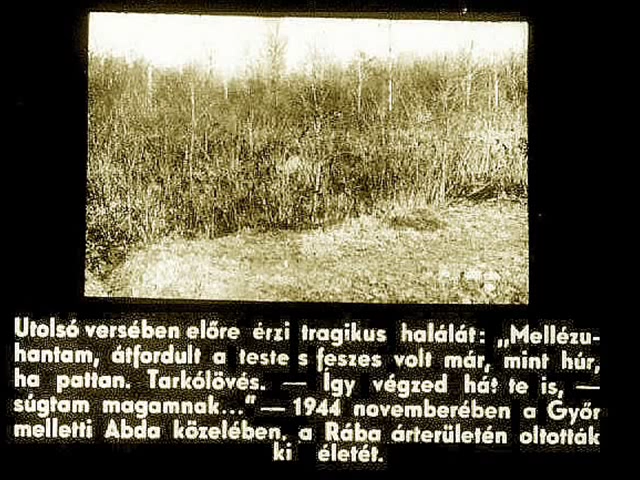 Utolsó versében előre érzi tragikus halálát: „Mellézu-
hantam, átfordult a teste s feszes volt már, mint húr,
ha pattan. Tarkólövés. — Így végzed hát te is, —
súgtam magamnak..." — 1944 novemberében a Győr
melletti Abda közelében, a Rába árterületén oltották
ki életét.